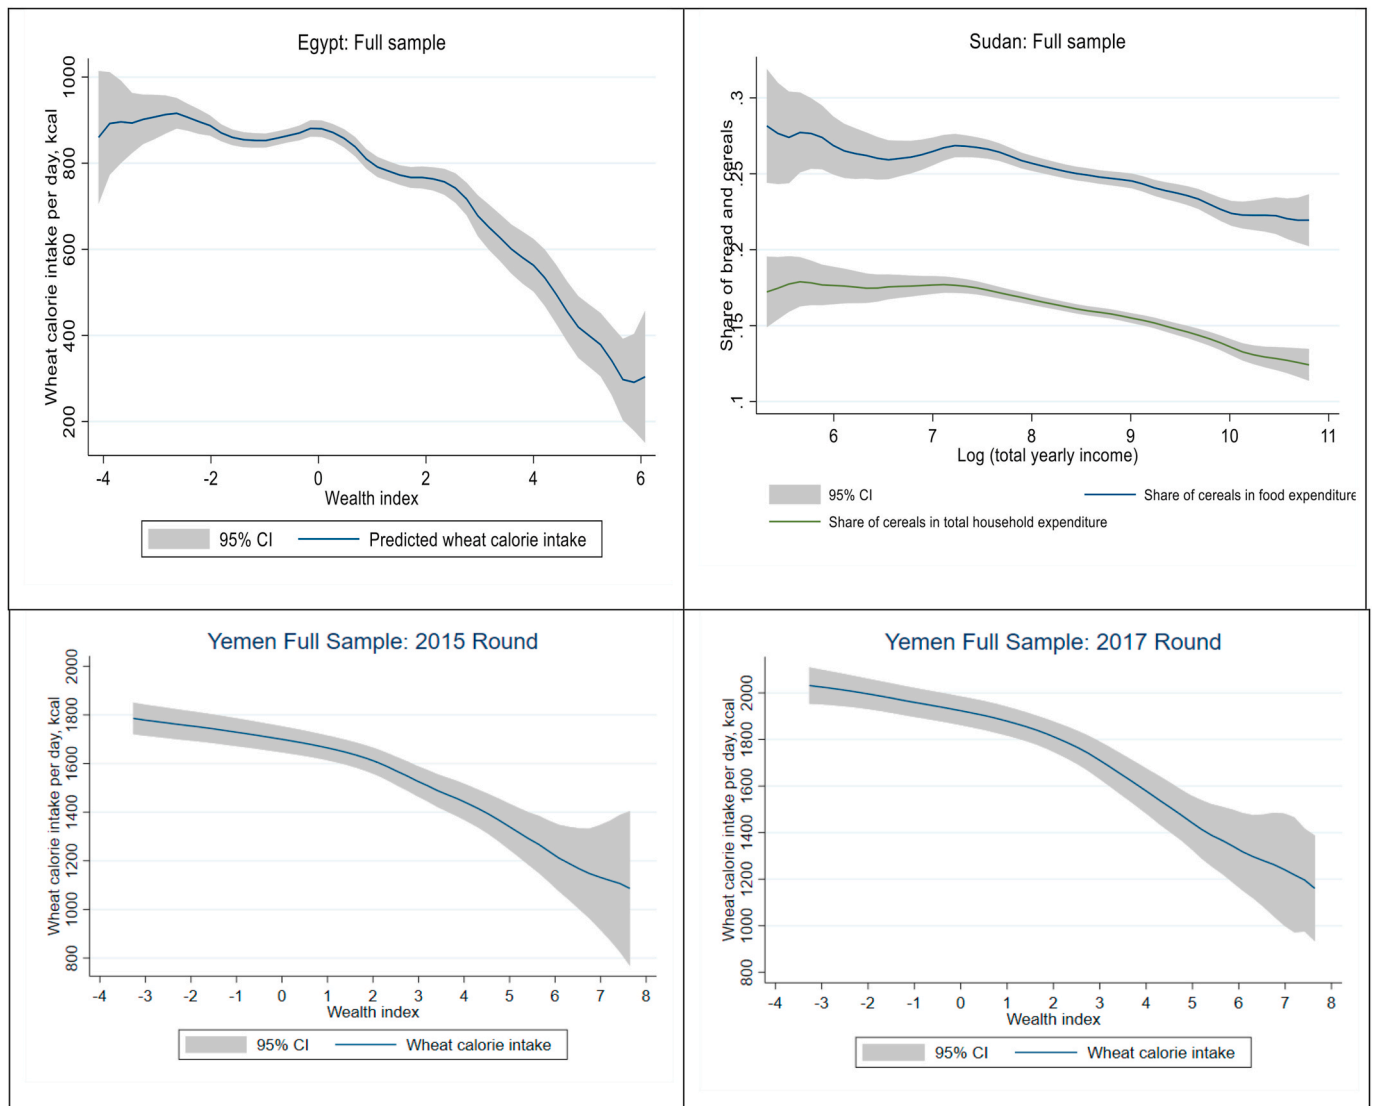 Egypt: Full sample
Wheat calorie intake per day, kcal
1000
800
600
400
200
-4 -2 0 2 4 6
Wealth index
95% CI Predicted wheat calorie intake
Sudan: Full sample
Share of bread and cereals
.3
.25
.2
.15
.1
6 7 8 9 10 11
Log (total yearly income)
95% CI Share of cereals in food expenditure
Share of cereals in total household expenditure
Yemen Full Sample: 2015 Round
Wheat calorie intake per day, kcal
2000
1800
1600
1400
1200
1000
800
-4 -3 -2 -1 0 1 2 3 4 5 6 7 8
Wealth index
95% CI Wheat calorie intake
Yemen Full Sample: 2017 Round
Wheat calorie intake per day, kcal
2000
1800
1600
1400
1200
1000
800
-4 -3 -2 -1 0 1 2 3 4 5 6 7 8
Wealth index
95% CI Wheat calorie intake